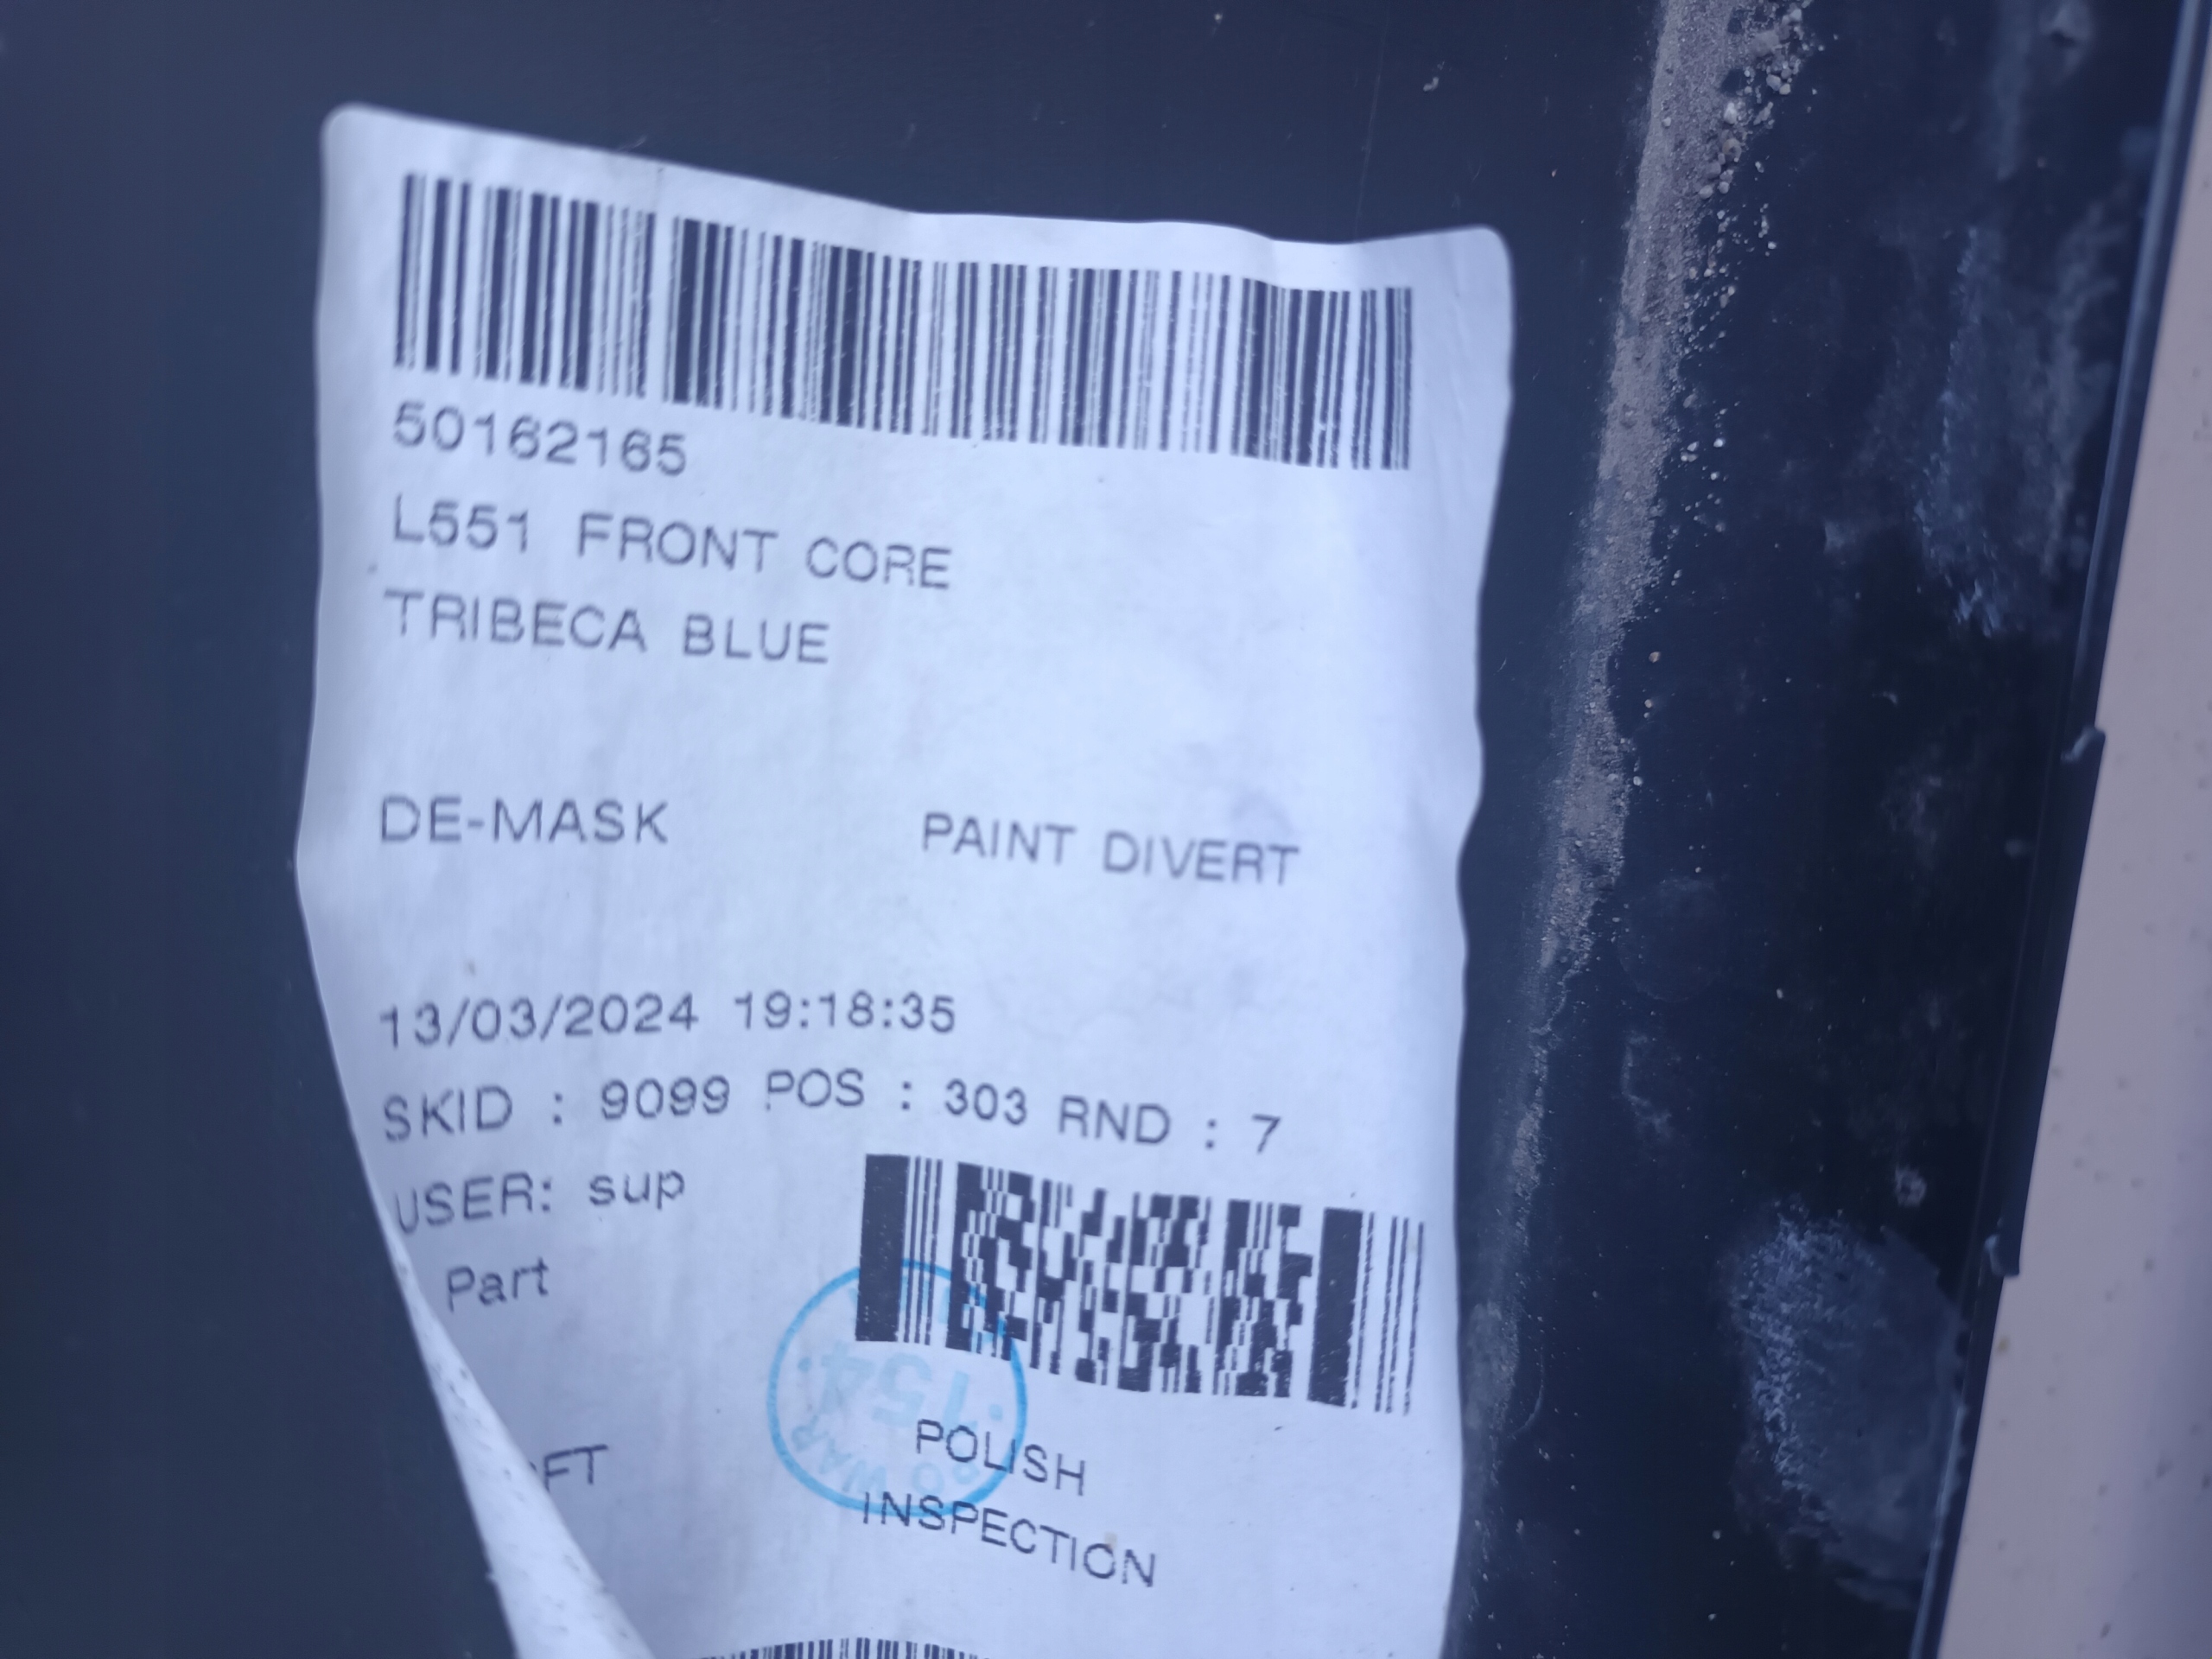 50162165
L551 FRONT CORE
TRIBECA BLUE
DE-MASK PAINT DIVERT
13/03/2024 19:18:35
SKID : 9099 POS : 303 RND : 7
USER: sup
Part
154
POLISH
INSPECTION